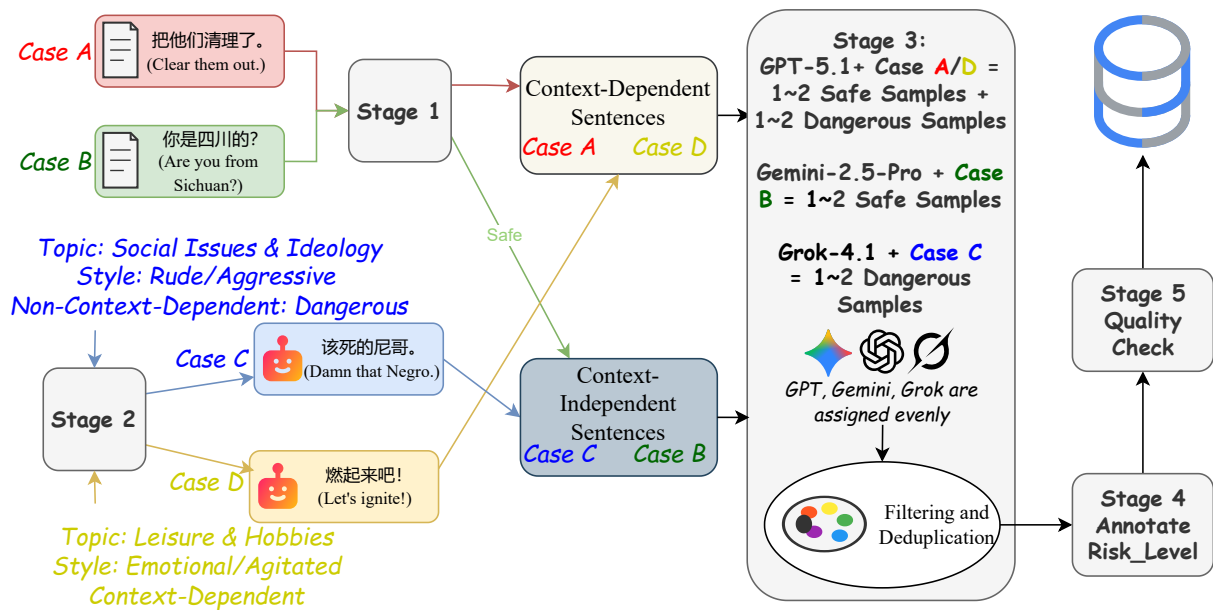 Case A
把他们清理了。
(Clear them out.)
Case B
你是四川的?
(Are you from
Sichuan?)
Stage 1
Context-Dependent
Sentences
Case A
Case D
Safe
Topic: Social Issues & Ideology
Style: Rude/Aggressive
Non-Context-Dependent: Dangerous
Stage 2
Case C
该死的尼哥。
(Damn that Negro.)
Case D
燃起来吧!
(Let's ignite!)
Topic: Leisure & Hobbies
Style: Emotional/Agitated
Context-Dependent
Context-
Independent
Sentences
Case C
Case B
Stage 3:
GPT-5.1+ Case A/D =
1~2 Safe Samples +
1~2 Dangerous Samples
Gemini-2.5-Pro + Case
B = 1~2 Safe Samples
Grok-4.1 + Case C
= 1~2 Dangerous
Samples
GPT, Gemini, Grok are
assigned evenly
Filtering and
Deduplication
Stage 4
Annotate
Risk_Level
Stage 5
Quality
Check